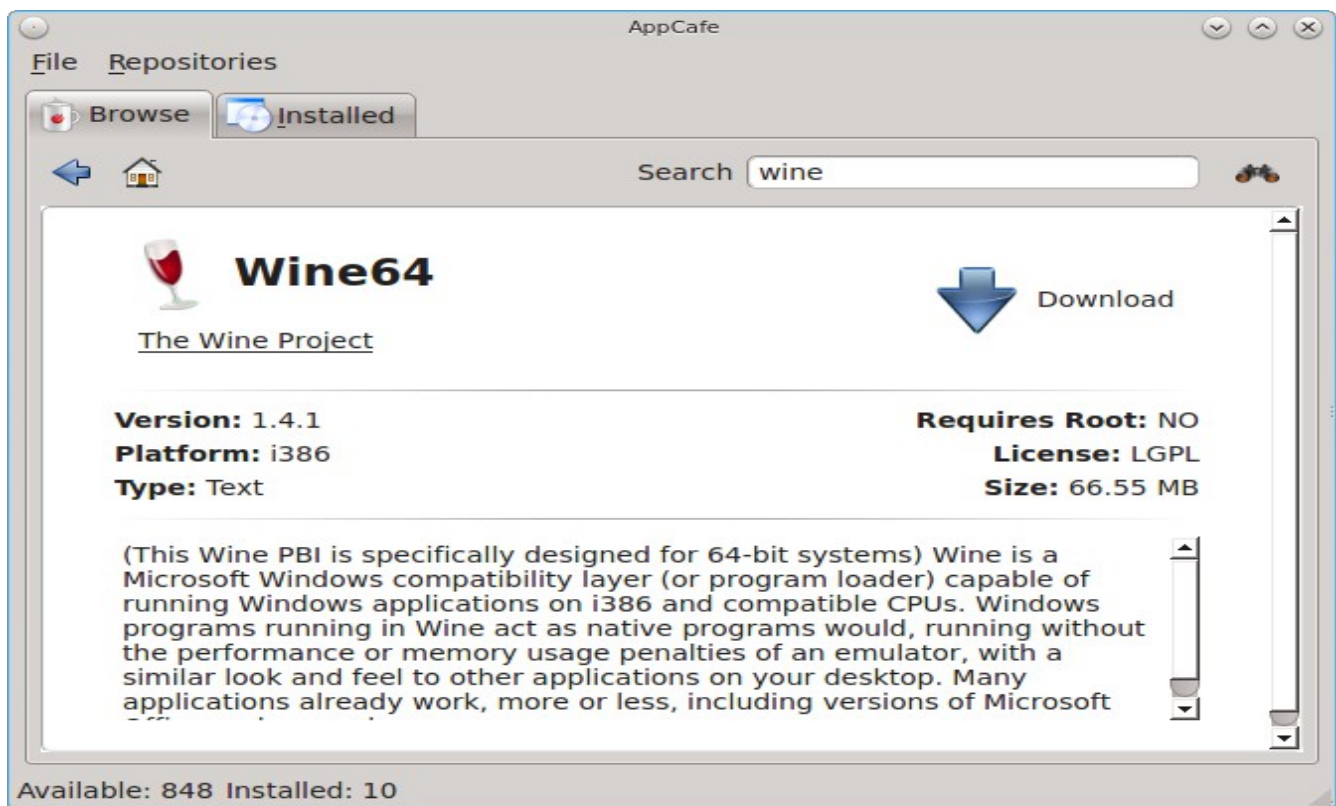 AppCafe
File Repositories
Browse Installed
Search wine
Wine64
Download
The Wine Project
Version: 1.4.1 Requires Root: NO
Platform: i386 License: LGPL
Type: Text Size: 66.55 MB
(This Wine PBI is specifically designed for 64-bit systems) Wine is a
Microsoft Windows compatibility layer (or program loader) capable of
running Windows applications on i386 and compatible CPUs. Windows
programs running in Wine act as native programs would, running without
the performance or memory usage penalties of an emulator, with a
similar look and feel to other applications on your desktop. Many
applications already work, more or less, including versions of Microsoft
Available: 848 Installed: 10